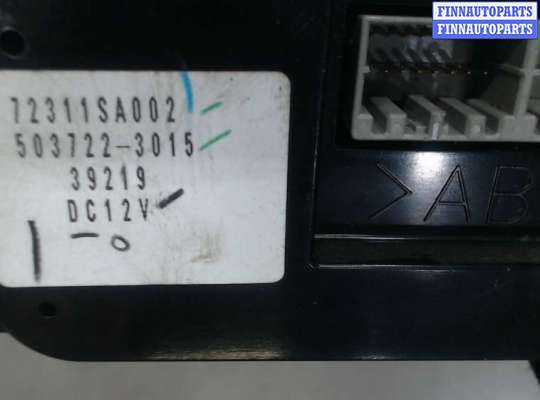 FINNAUTOPARTS
FINNAUTOPARTS
72311SA002
503722-3015
39219
DC12V
>AB